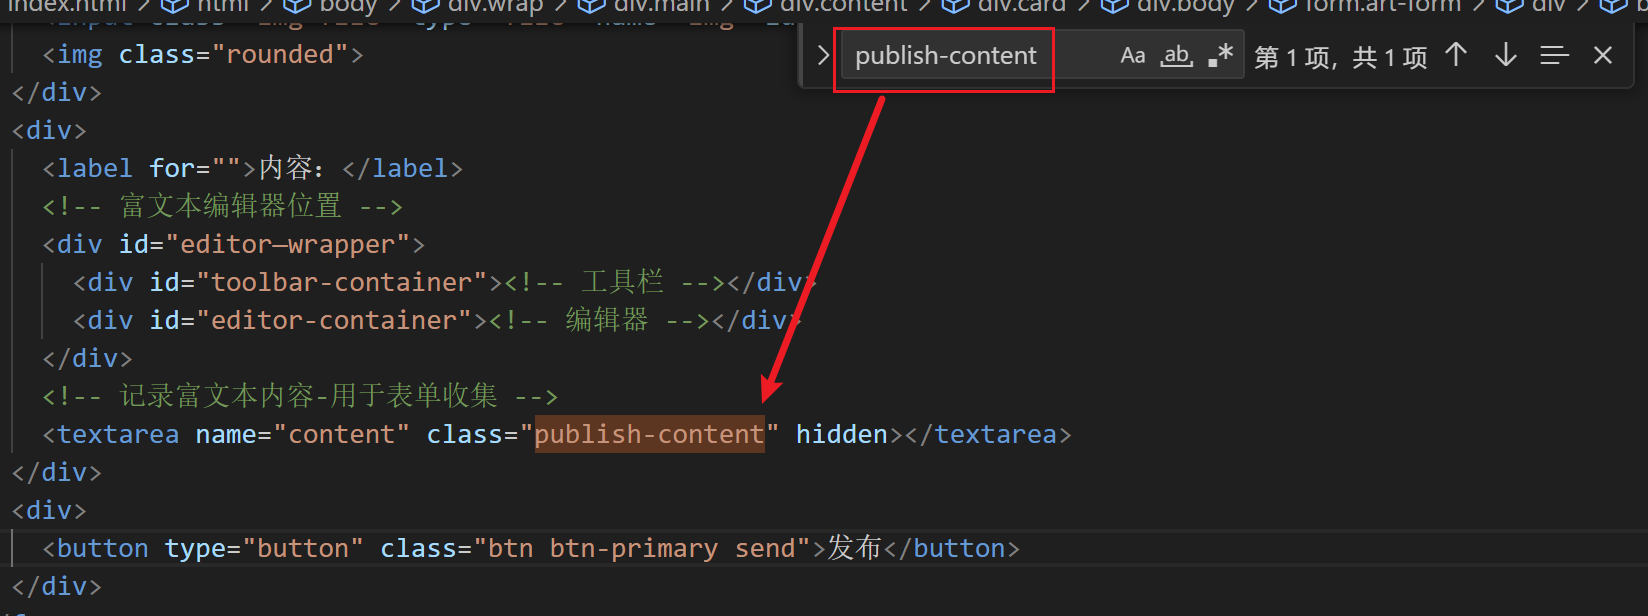 index.html > html > body > div.wrap > div.main > div.content > div.card > div.body > form.art-form > div >
<img class="rounded">
publish-content Aa ab .* 第 1 项，共 1 项
</div>
<div>
<label for="">内容：</label>
<!-- 富文本编辑器位置 -->
<div id="editor—wrapper">
<div id="toolbar-container"><!-- 工具栏 --></div>
<div id="editor-container"><!-- 编辑器 --></div>
</div>
<!-- 记录富文本内容-用于表单收集 -->
<textarea name="content" class="publish-content" hidden></textarea>
</div>
<div>
<button type="button" class="btn btn-primary send">发布</button>
</div>